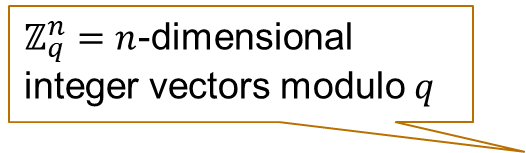 ℤ_q^n = n-dimensional
integer vectors modulo q